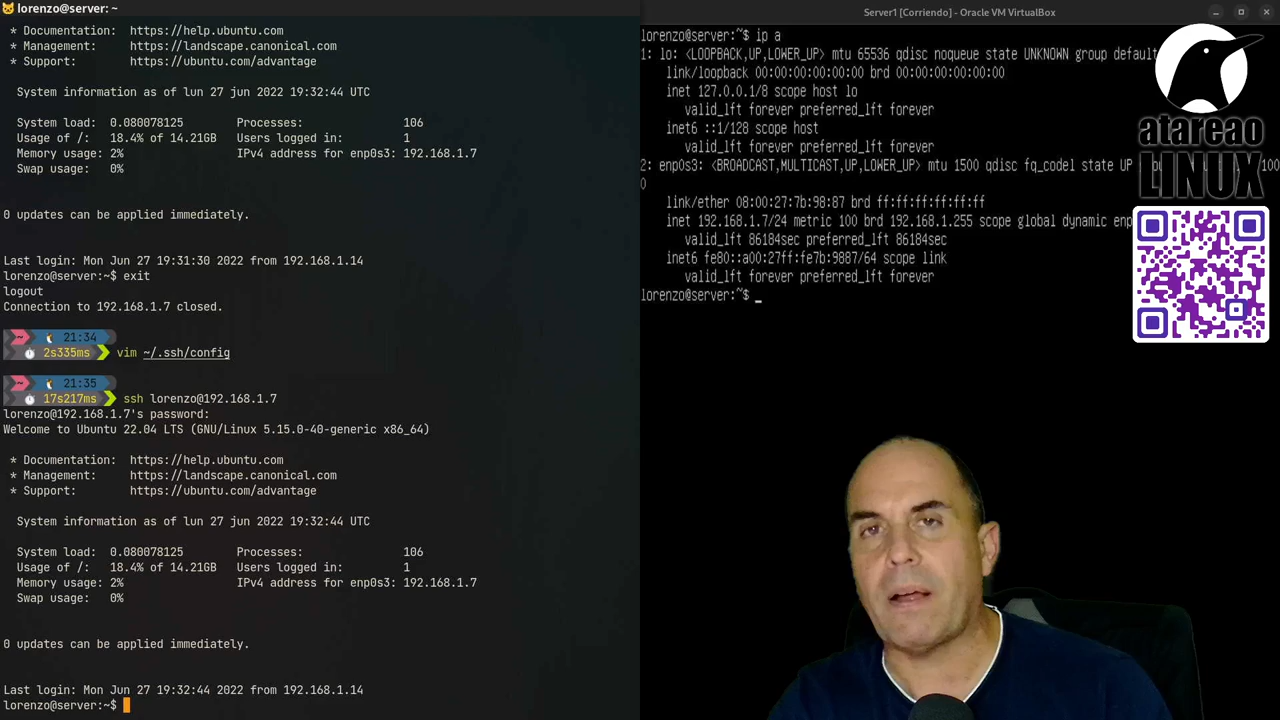 lorenzo@server: ~
* Documentation:  https://help.ubuntu.com
* Management:     https://landscape.canonical.com
* Support:        https://ubuntu.com/advantage
System information as of lun 27 jun 2022 19:32:44 UTC
System load:  0.080078125       Processes:               106
Usage of /:   18.4% of 14.21GB  Users logged in:         1
Memory usage: 2%                IPv4 address for enp0s3: 192.168.1.7
Swap usage:   0%
0 updates can be applied immediately.
Last login: Mon Jun 27 19:31:30 2022 from 192.168.1.14
lorenzo@server:~$ exit
logout
Connection to 192.168.1.7 closed.
~ 21:34
2s335ms vim ~/.ssh/config
~ 21:35
17s217ms ssh lorenzo@192.168.1.7
lorenzo@192.168.1.7's password:
Welcome to Ubuntu 22.04 LTS (GNU/Linux 5.15.0-40-generic x86_64)
* Documentation:  https://help.ubuntu.com
* Management:     https://landscape.canonical.com
* Support:        https://ubuntu.com/advantage
System information as of lun 27 jun 2022 19:32:44 UTC
System load:  0.080078125       Processes:               106
Usage of /:   18.4% of 14.21GB  Users logged in:         1
Memory usage: 2%                IPv4 address for enp0s3: 192.168.1.7
Swap usage:   0%
0 updates can be applied immediately.
Last login: Mon Jun 27 19:32:44 2022 from 192.168.1.14
lorenzo@server:~$
Server1 [Corriendo] - Oracle VM VirtualBox
lorenzo@server:~$ ip a
1: lo: <LOOPBACK,UP,LOWER_UP> mtu 65536 qdisc noqueue state UNKNOWN group default
link/loopback 00:00:00:00:00:00 brd 00:00:00:00:00:00
inet 127.0.0.1/8 scope host lo
valid_lft forever preferred_lft forever
inet6 ::1/128 scope host
valid_lft forever preferred_lft forever
2: enp0s3: <BROADCAST,MULTICAST,UP,LOWER_UP> mtu 1500 qdisc fq_codel state UP
0
link/ether 08:00:27:7b:98:87 brd ff:ff:ff:ff:ff:ff
inet 192.168.1.7/24 metric 100 brd 192.168.1.255 scope global dynamic
valid_lft 86184sec preferred_lft 86184sec
inet6 fe80::a00:27ff:fe7b:9887/64 scope link
valid_lft forever preferred_lft forever
lorenzo@server:~$ _
atareao
LINUX